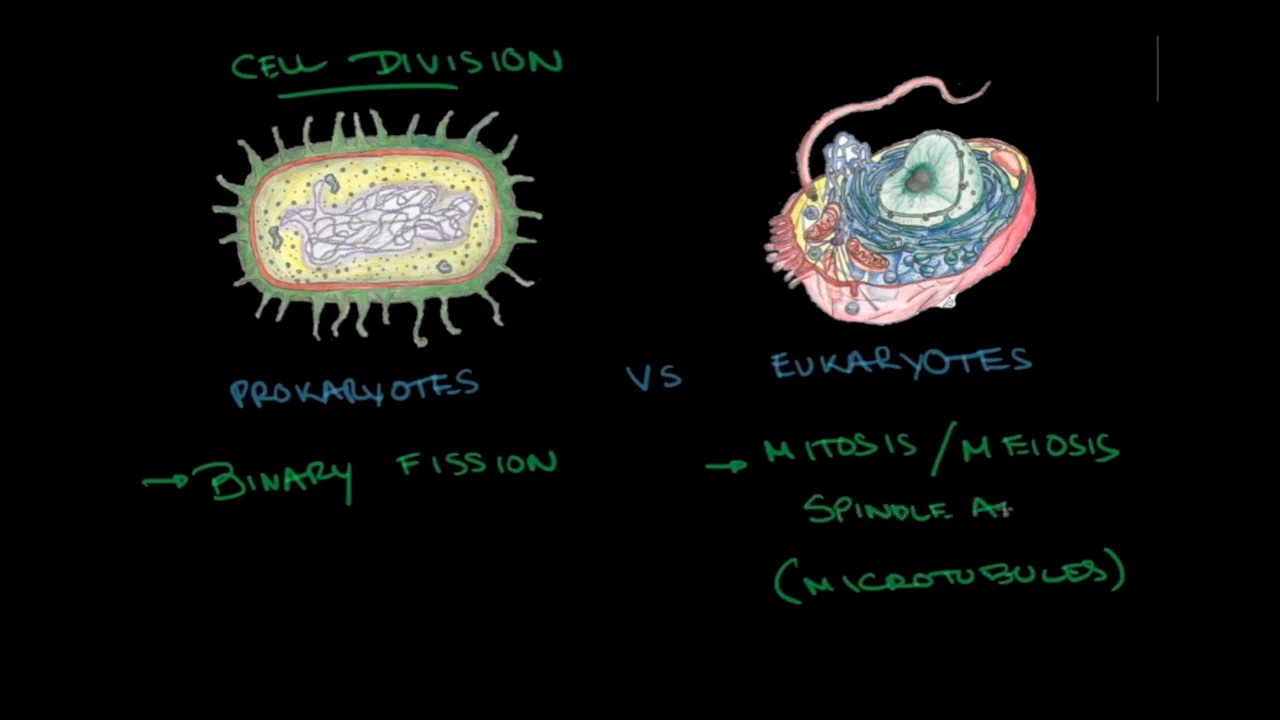 CELL DIVISION
PROKARYOTES VS EUKARYOTES
→ BINARY FISSION
→ MITOSIS / MEIOSIS
SPINDLE
(MICROTUBULES)